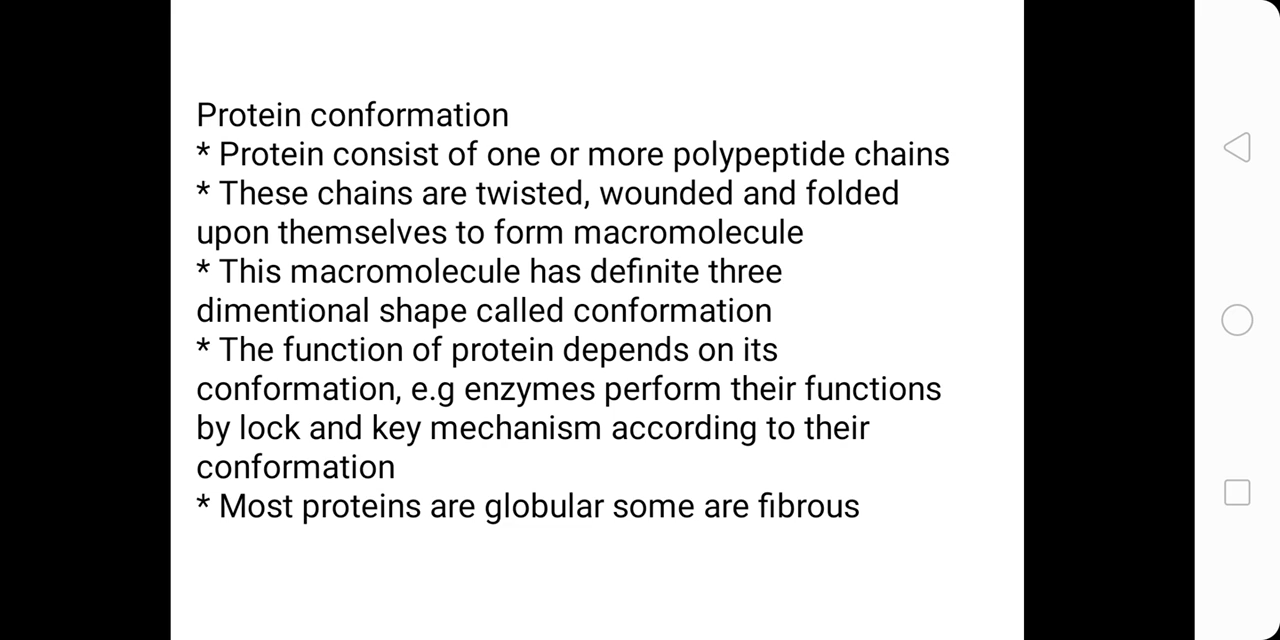 Protein conformation
* Protein consist of one or more polypeptide chains
* These chains are twisted, wounded and folded
upon themselves to form macromolecule
* This macromolecule has definite three
dimentional shape called conformation
* The function of protein depends on its
conformation, e.g enzymes perform their functions
by lock and key mechanism according to their
conformation
* Most proteins are globular some are fibrous